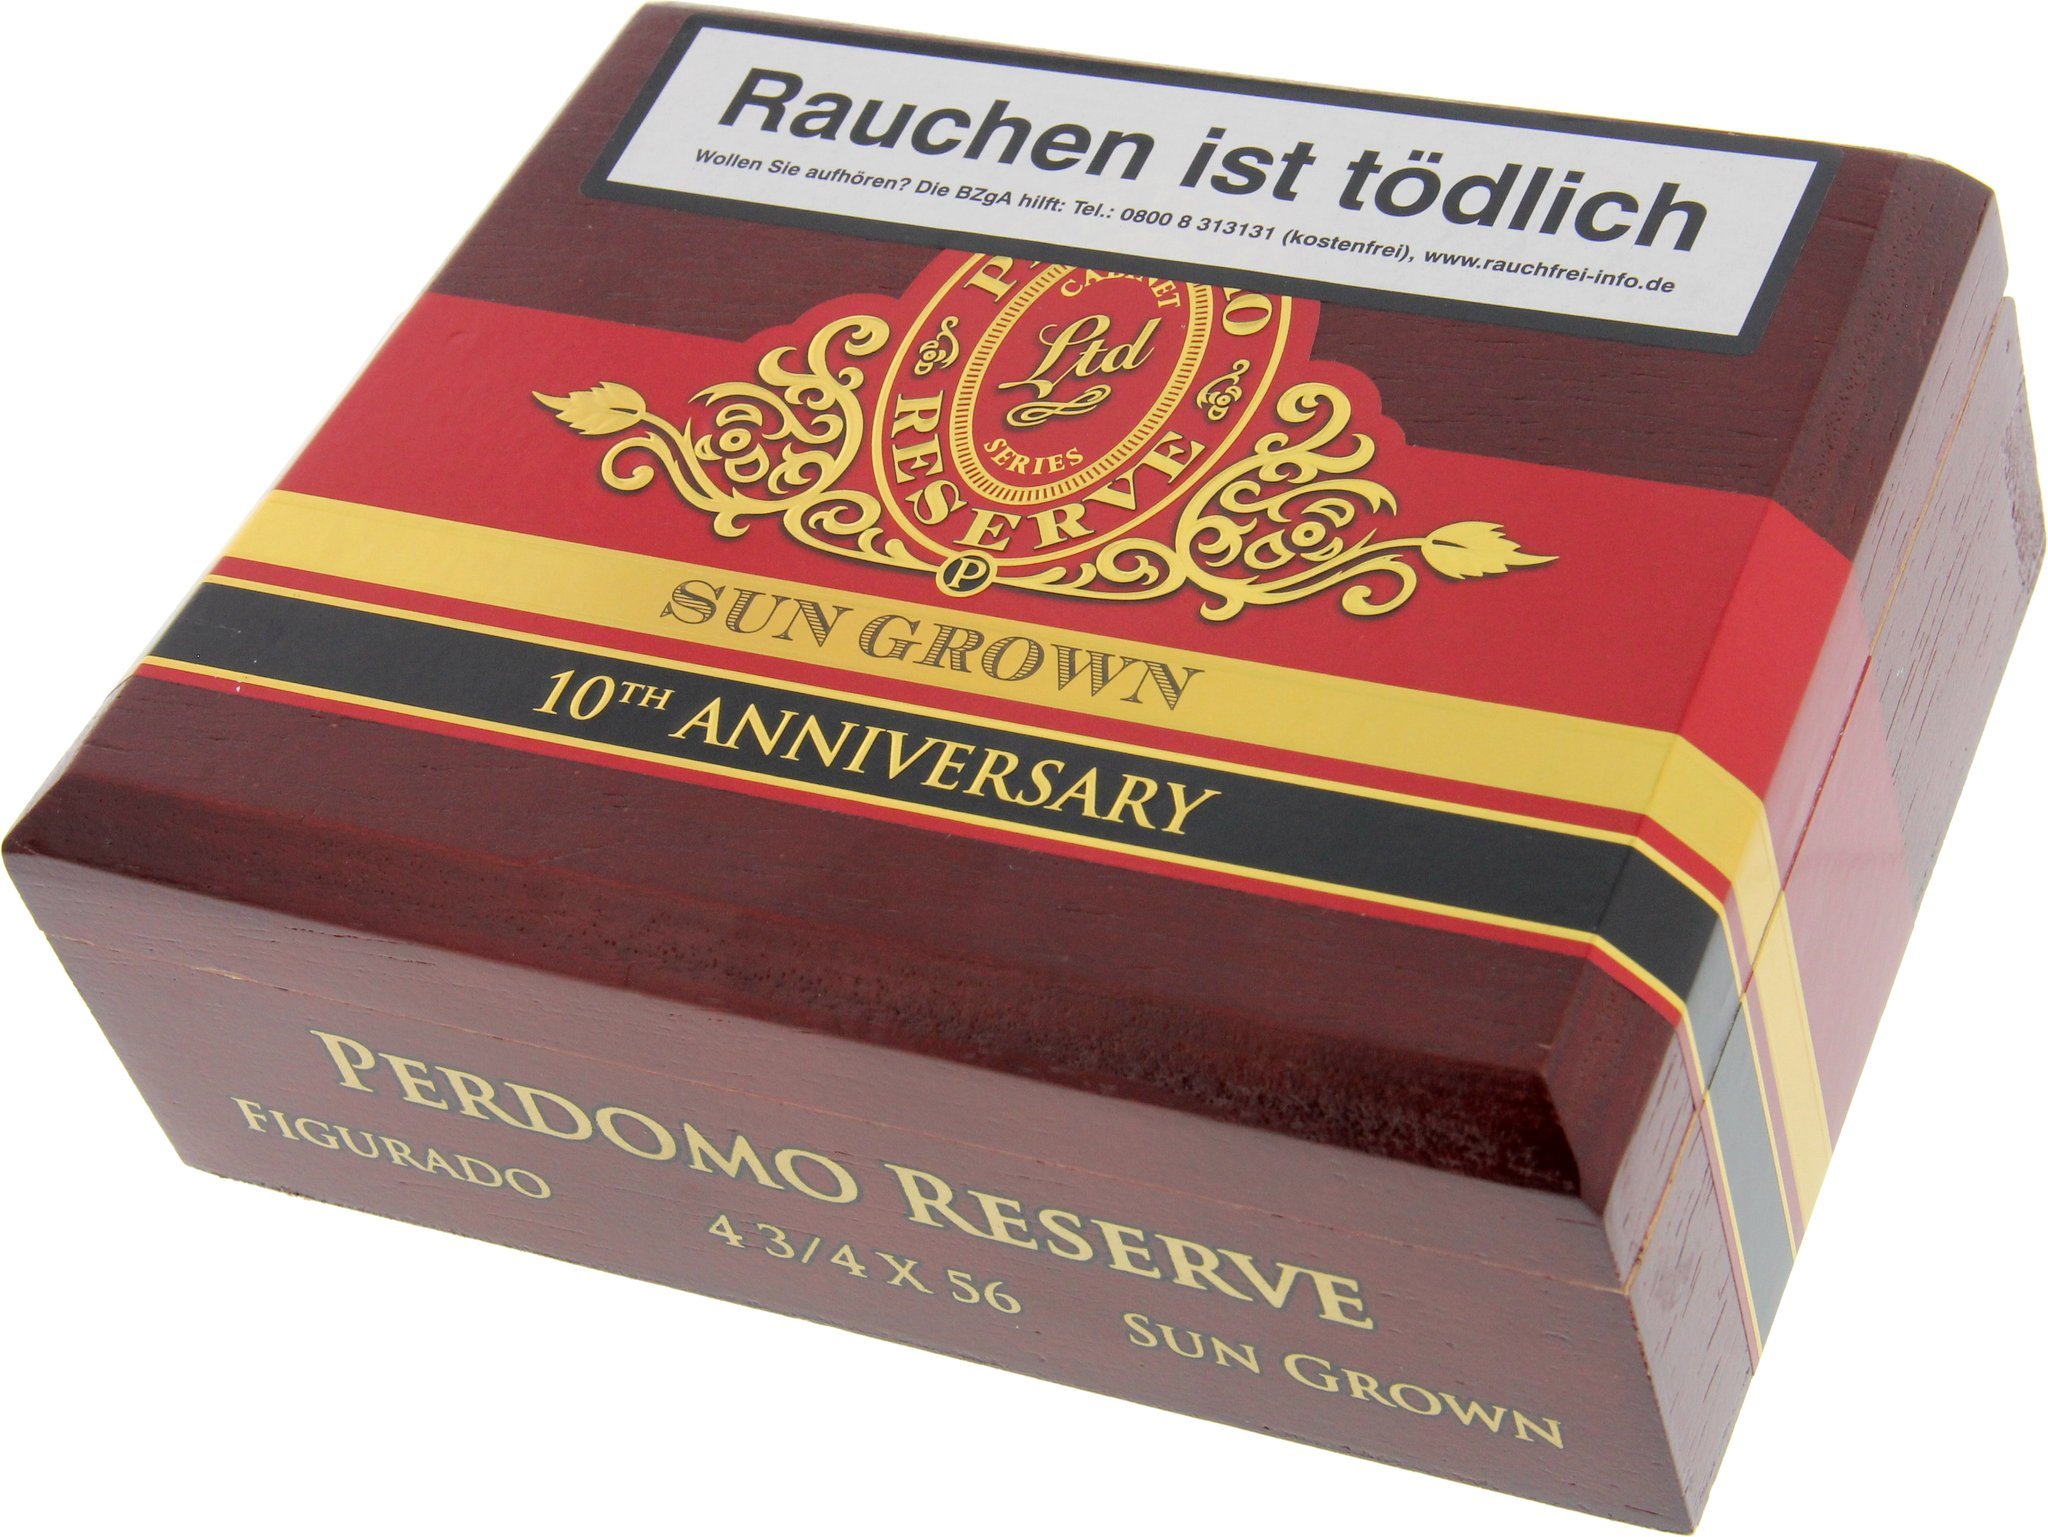 Rauchen ist tödlich
Wollen Sie aufhören? Die BZgA hilft: Tel.: 0800 8 313131 (kostenfrei), www.rauchfrei-info.de
CABINET
Ltd
SERIES
RESERVE
P
SUN GROWN
10TH ANNIVERSARY
PERDOMO RESERVE
FIGURADO 4 3/4 X 56 SUN GROWN